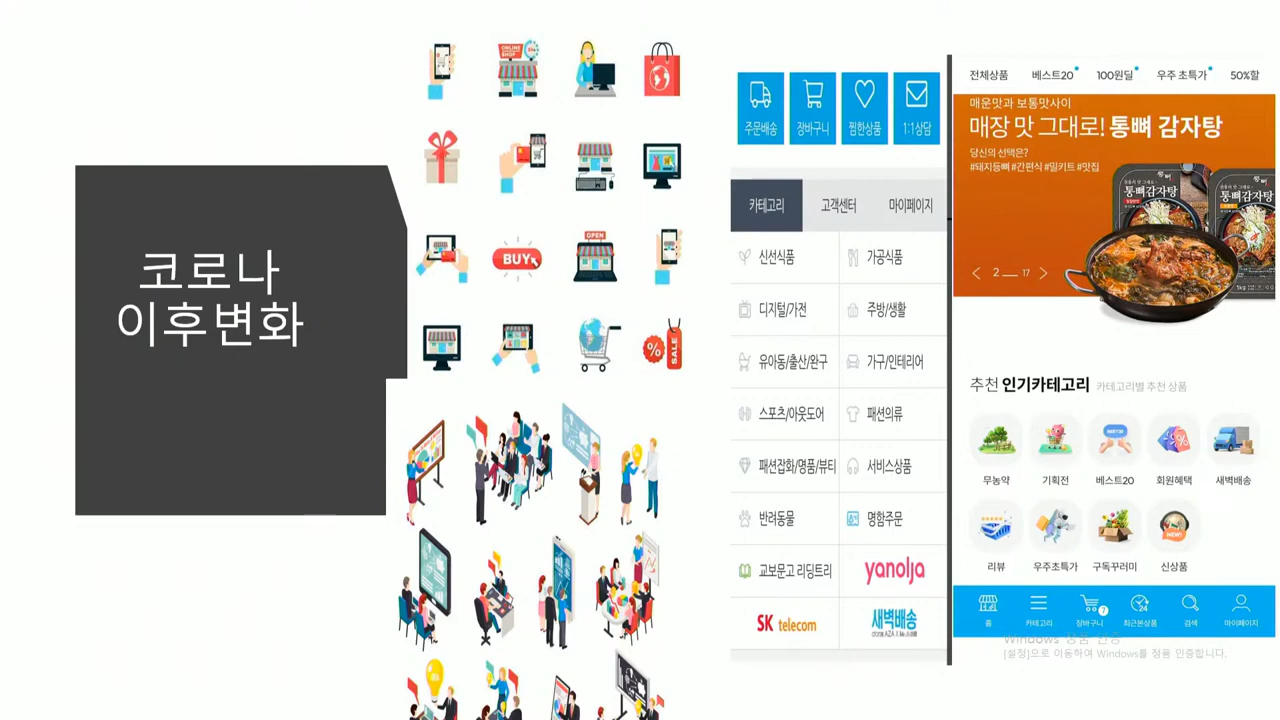 코로나
이후변화
ONLINE SHOP
BUY
OPEN
%
SALE
주문배송
장바구니
찜한상품
1:1상담
카테고리
고객센터
마이페이지
신선식품
가공식품
디지털/가전
주방/생활
유아동/출산/완구
가구/인테리어
스포츠/아웃도어
패션의류
패션잡화/명품/뷰티
서비스상품
반려동물
명함주문
교보문고 리딩트리
yanolja
SK telecom
새벽배송
전체상품
베스트20
100원딜
우주 초특가
50%할
매운맛과 보통맛사이
매장 맛 그대로! 통뼈 감자탕
당신의 선택은?
#돼지등뼈 #간편식 #밀키트 #맛집
통뼈감자탕
통뼈감자탕
2
17
1kg
추천 인기카테고리 카테고리별 추천 상품
무농약
기획전
베스트20
회원혜택
새벽배송
NEW!
리뷰
우주초특가
구독꾸러미
신상품
7
24
홈
카테고리
장바구니
최근본상품
검색
마이페이지
Windows 정품 인증
[설정]으로 이동하여 Windows를 정품 인증합니다.